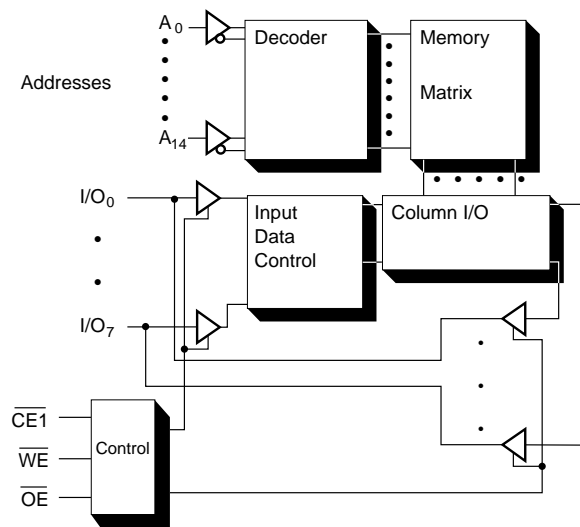 A0
Decoder
Memory
Matrix
Addresses
A14
I/O0
Input
Data
Control
Column I/O
I/O7
CE1
WE
OE
Control